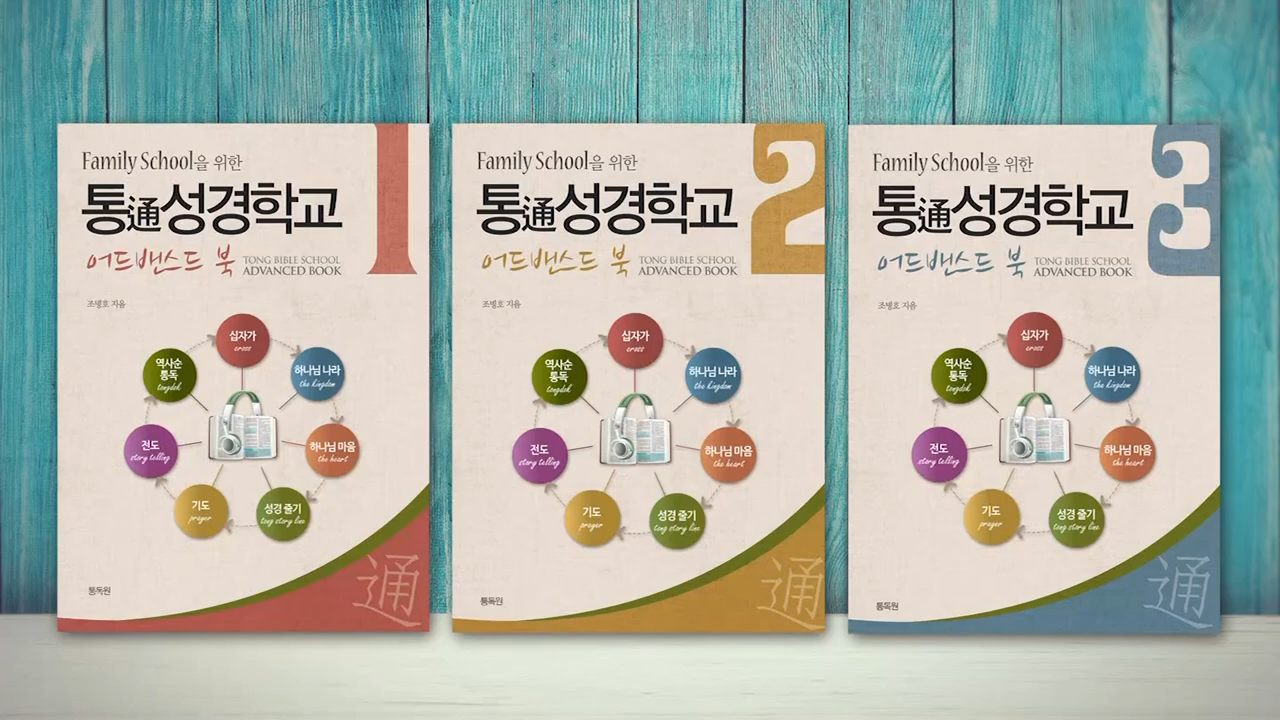 Family School을 위한
통通성경학교
어드밴스드 북
TONG BIBLE SCHOOL
ADVANCED BOOK
1
조병호 지음
십자가
cross
하나님 나라
the kingdom
하나님 마음
the heart
성경 줄기
tong story line
기도
prayer
전도
story telling
역사순
통독
tongdok
통독원
通
Family School을 위한
통通성경학교
어드밴스드 북
TONG BIBLE SCHOOL
ADVANCED BOOK
2
조병호 지음
십자가
cross
하나님 나라
the kingdom
하나님 마음
the heart
성경 줄기
tong story line
기도
prayer
전도
story telling
역사순
통독
tongdok
통독원
通
Family School을 위한
통通성경학교
어드밴스드 북
TONG BIBLE SCHOOL
ADVANCED BOOK
3
조병호 지음
십자가
cross
하나님 나라
the kingdom
하나님 마음
the heart
성경 줄기
tong story line
기도
prayer
전도
story telling
역사순
통독
tongdok
통독원
通